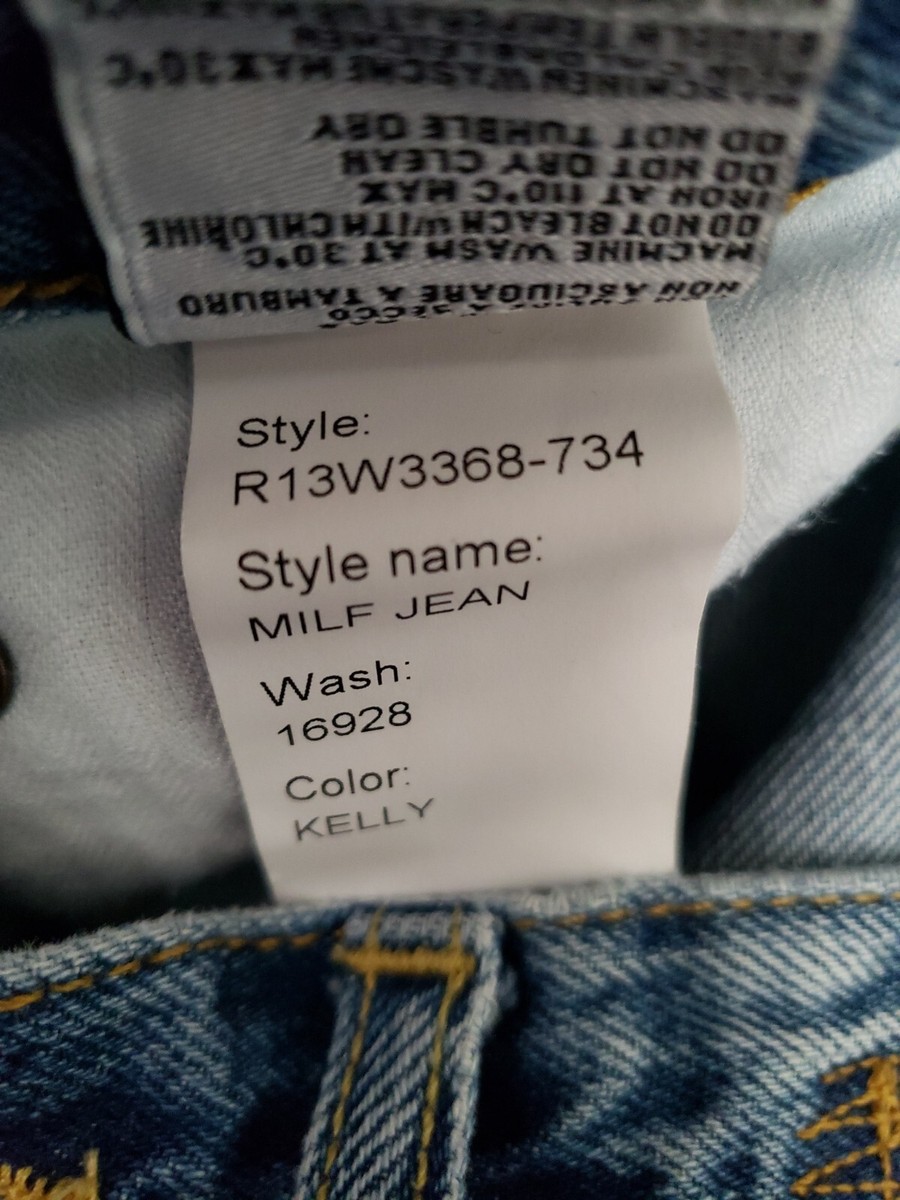 A SECCO
NON ASCIUGARE A TAMBURO
MACHINE WASH AT 30°C
DO NOT BLEACH WITH CHLORINE
IRON AT 110°C MAX
DO NOT DRY CLEAN
DO NOT TUMBLE DRY
MASCHINENWASCHE MAX 30°C
Style:
R13W3368-734
Style name:
MILF JEAN
Wash:
16928
Color:
KELLY